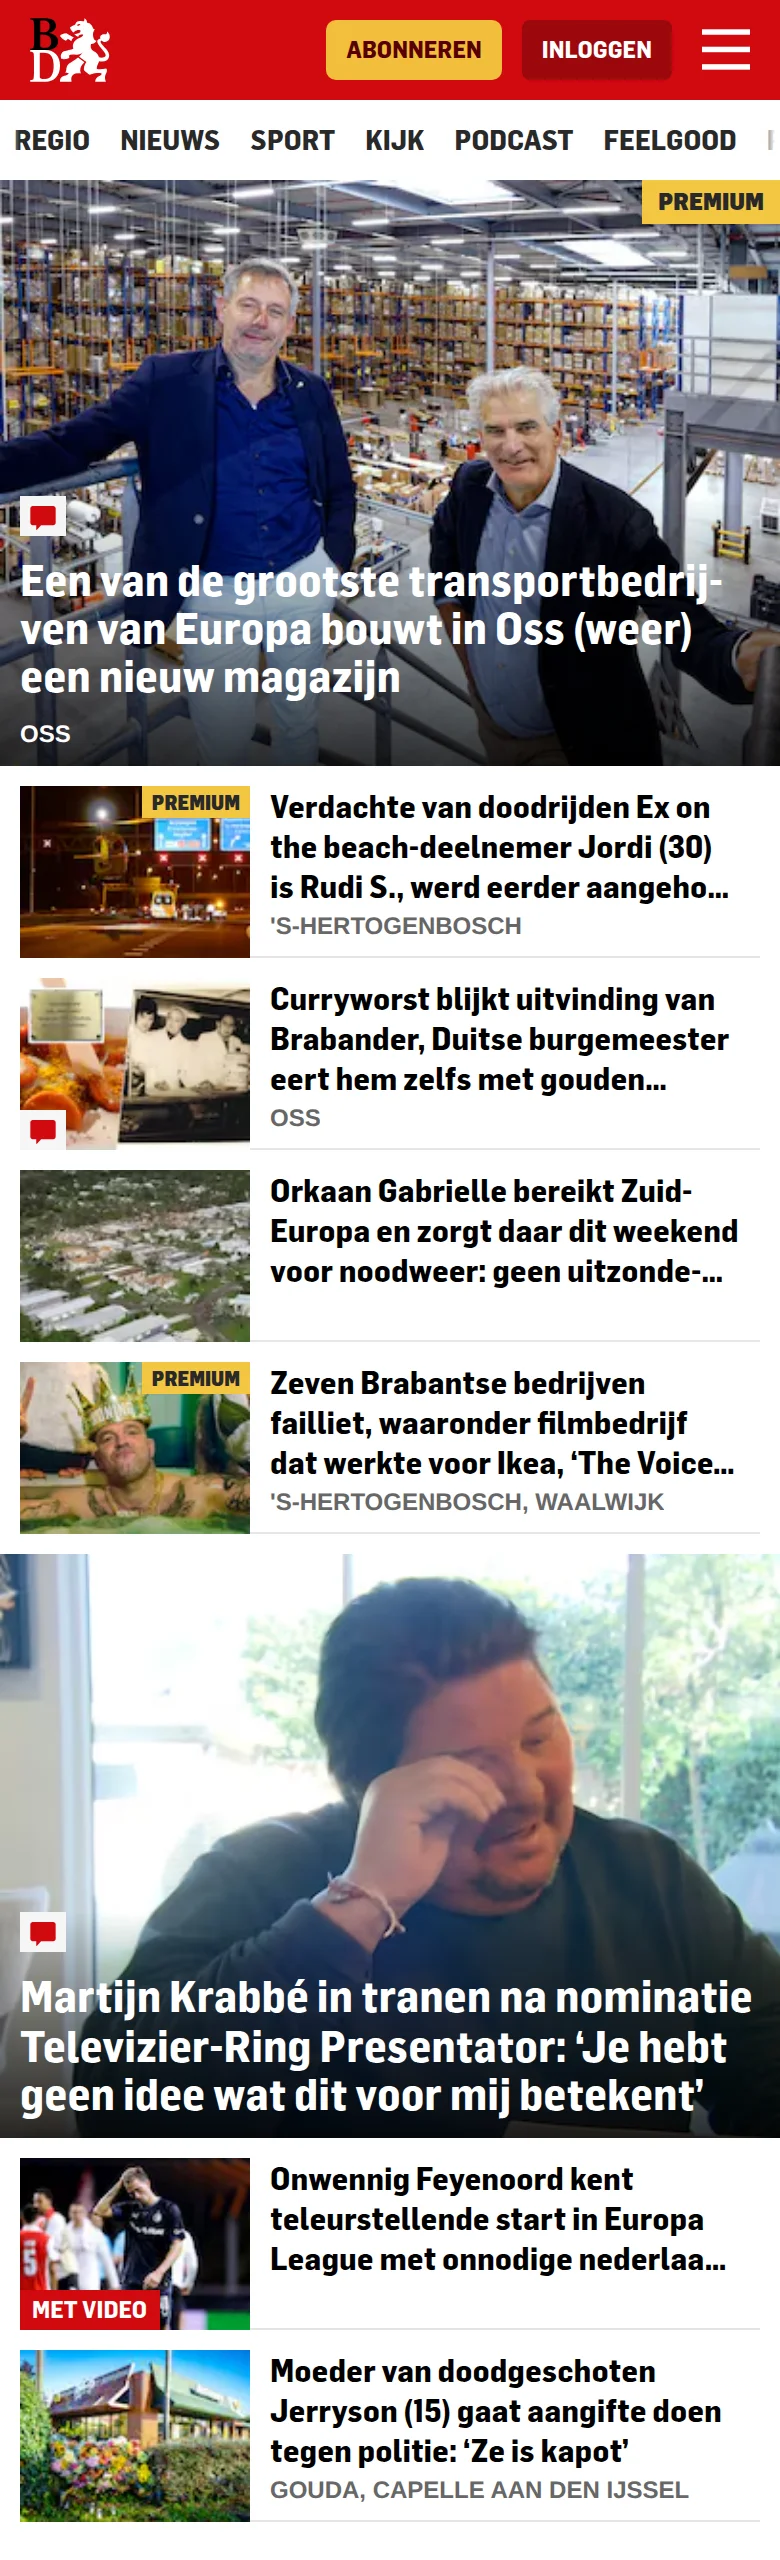 B
D
ABONNEREN
INLOGGEN
REGIO NIEUWS SPORT KIJK PODCAST FEELGOOD
PREMIUM
Een van de grootste transportbedrij-
ven van Europa bouwt in Oss (weer)
een nieuw magazijn
OSS
PREMIUM
Verdachte van doodrijden Ex on
the beach-deelnemer Jordi (30)
is Rudi S., werd eerder aangeho...
'S-HERTOGENBOSCH
Curryworst blijkt uitvinding van
Brabander, Duitse burgemeester
eert hem zelfs met gouden...
OSS
Orkaan Gabrielle bereikt Zuid-
Europa en zorgt daar dit weekend
voor noodweer: geen uitzonde-...
PREMIUM
Zeven Brabantse bedrijven
failliet, waaronder filmbedrijf
dat werkte voor Ikea, ‘The Voice...
'S-HERTOGENBOSCH, WAALWIJK
Martijn Krabbé in tranen na nominatie
Televizier-Ring Presentator: ‘Je hebt
geen idee wat dit voor mij betekent’
5
MET VIDEO
Onwennig Feyenoord kent
teleurstellende start in Europa
League met onnodige nederlaa...
Moeder van doodgeschoten
Jerryson (15) gaat aangifte doen
tegen politie: ‘Ze is kapot’
GOUDA, CAPELLE AAN DEN IJSSEL